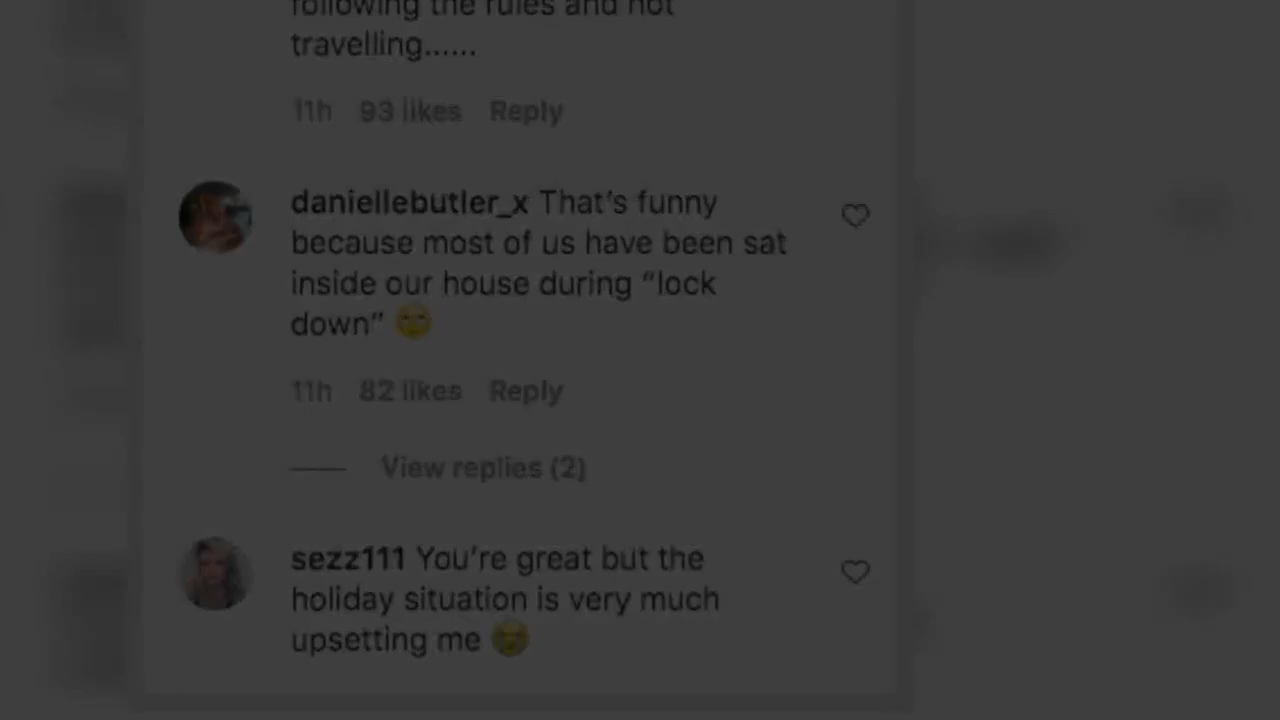 following the rules and not
travelling......
11h 93 likes Reply
daniellebutler_x That’s funny
because most of us have been sat
inside our house during “lock
down” 🙄
11h 82 likes Reply
View replies (2)
sezz111 You’re great but the
holiday situation is very much
upsetting me 😢